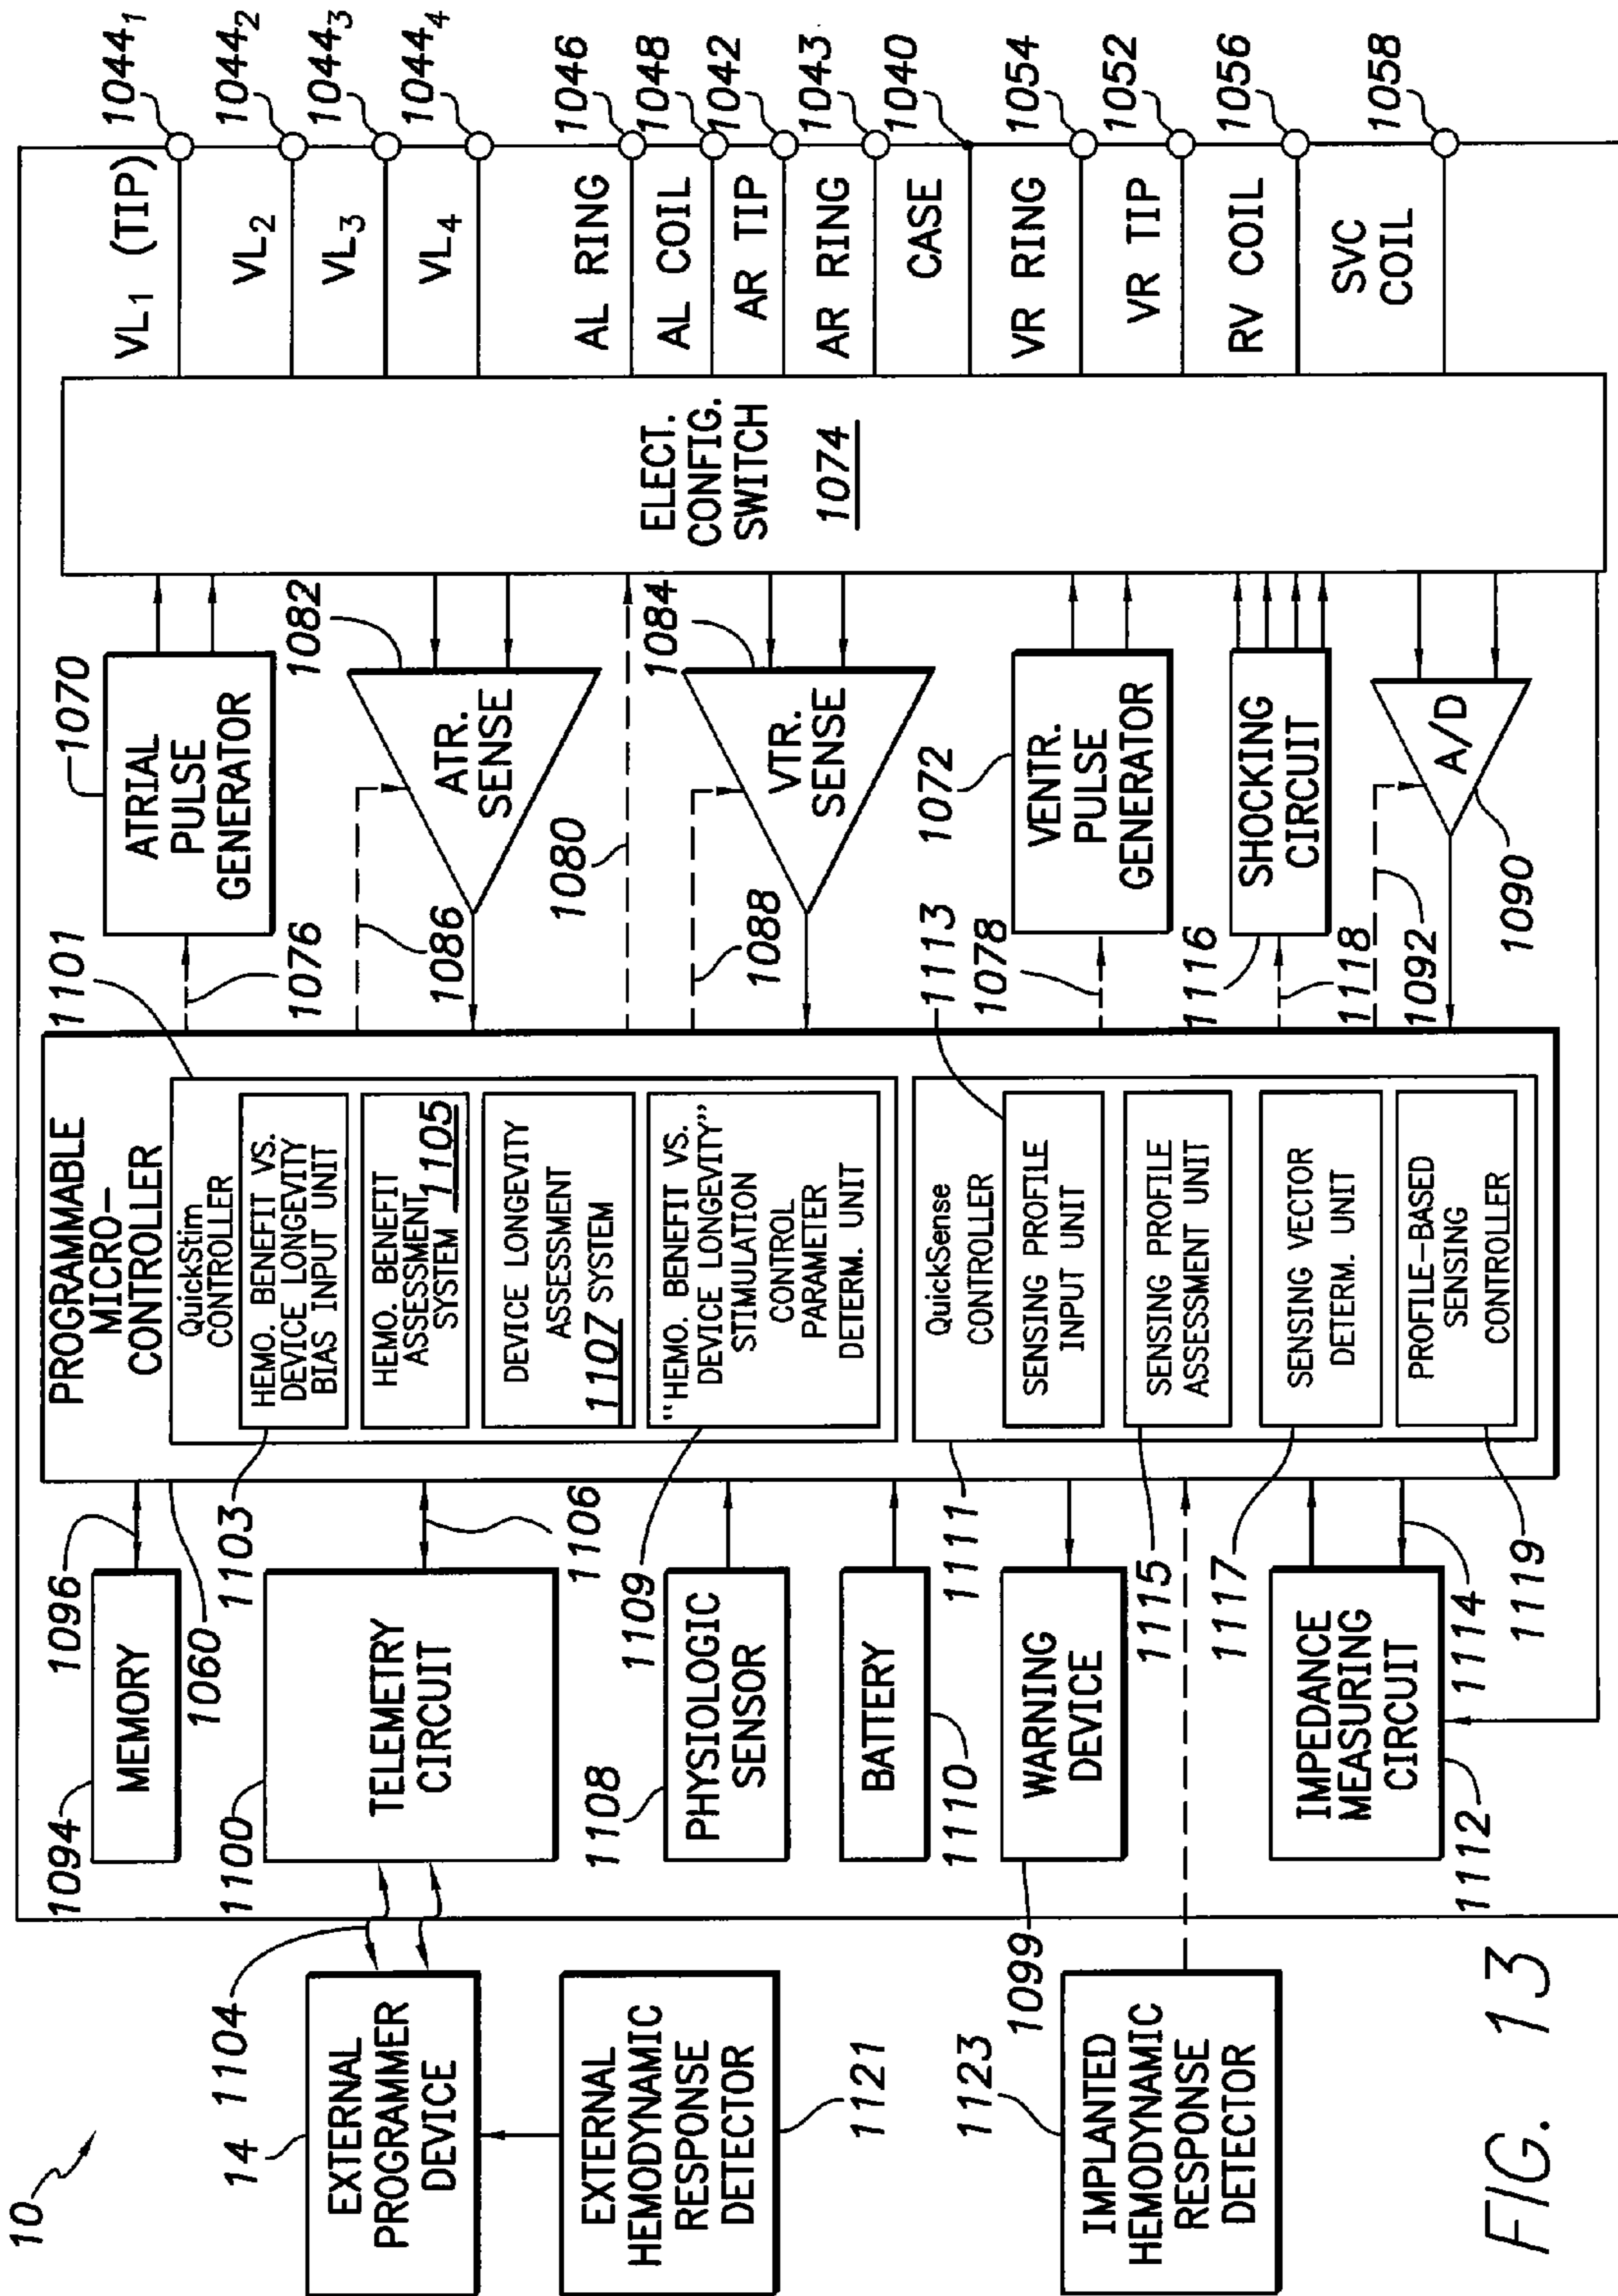 10
14
EXTERNAL
PROGRAMER
DEVICE
1104
EXTERNAL
HEMODYNAMIC
RESPONSE
DETECTOR
1121
1123
IMPLANTED
HEMODYNAMIC
RESPONSE
DETECTOR
FIG. 13
1094
MEMORY
1096
1060
1103
1100
TELEMETRY
CIRCUIT
1106
1109
1108
PHYSIOLOGIC
SENSOR
BATTERY
1110
1111
1099
WARNING
DEVICE
1115
1117
IMPEDANCE
MEASURING
CIRCUIT
1112
1114
1119
PROGRAMMABLE
MICRO-
CONTROLLER
1101
QuickStim
CONTROLLER
HEMO. BENEFIT VS.
DEVICE LONGEVITY
BIAS INPUT UNIT
HEMO. BENEFIT
ASSESSMENT
SYSTEM 1105
DEVICE LONGEVITY
ASSESSMENT
1107 SYSTEM
"HEMO. BENEFIT VS.
DEVICE LONGEVITY"
STIMULATION
CONTROL
PARAMETER
DETERM. UNIT
QuickSense
CONTROLLER
1113
SENSING PROFILE
INPUT UNIT
SENSING PROFILE
ASSESSMENT UNIT
SENSING VECTOR
DETERM. UNIT
PROFILE-BASED
SENSING
CONTROLLER
1070
ATRIAL
PULSE
GENERATOR
1076
1082
ATR.
SENSE
1086
1080
1084
VTR.
SENSE
1088
1072
VENTR.
PULSE
GENERATOR
1078
SHOCKING
CIRCUIT
1116
1118
A/D
1092
1090
ELECT.
CONFIG.
SWITCH
1074
VL1 (TIP) 10441
VL2 10442
VL3 10443
VL4 10444
AL RING 1046
AL COIL 1048
AR TIP 1042
AR RING 1043
CASE 1040
VR RING 1054
VR TIP 1052
RV COIL 1056
SVC
COIL
1058